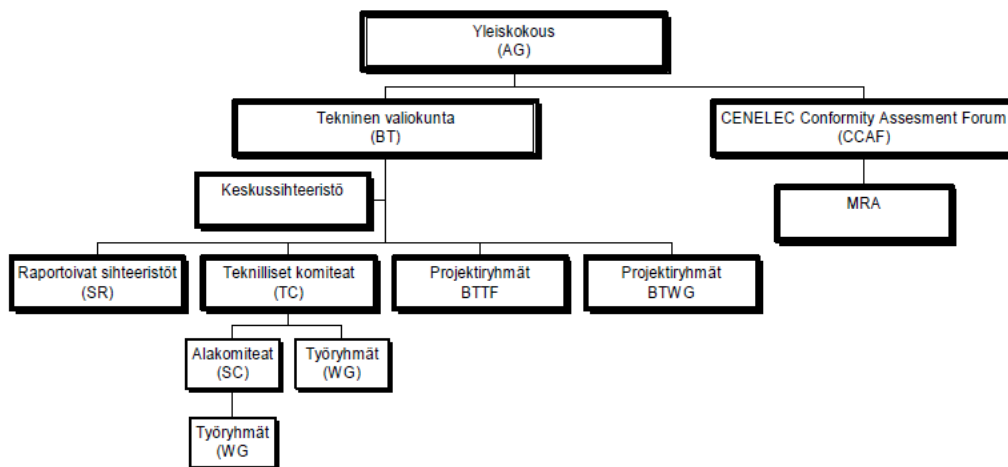 Yleiskokous
(AG)
Tekninen valiokunta
(BT)
CENELEC Conformity Assesment Forum
(CCAF)
Keskussihteeristö
MRA
Raportoivat sihteeristöt
(SR)
Teknilliset komiteat
(TC)
Projektiryhmät
BTTF
Projektiryhmät
BTWG
Alakomiteat
(SC)
Työryhmät
(WG)
Työryhmät
(WG